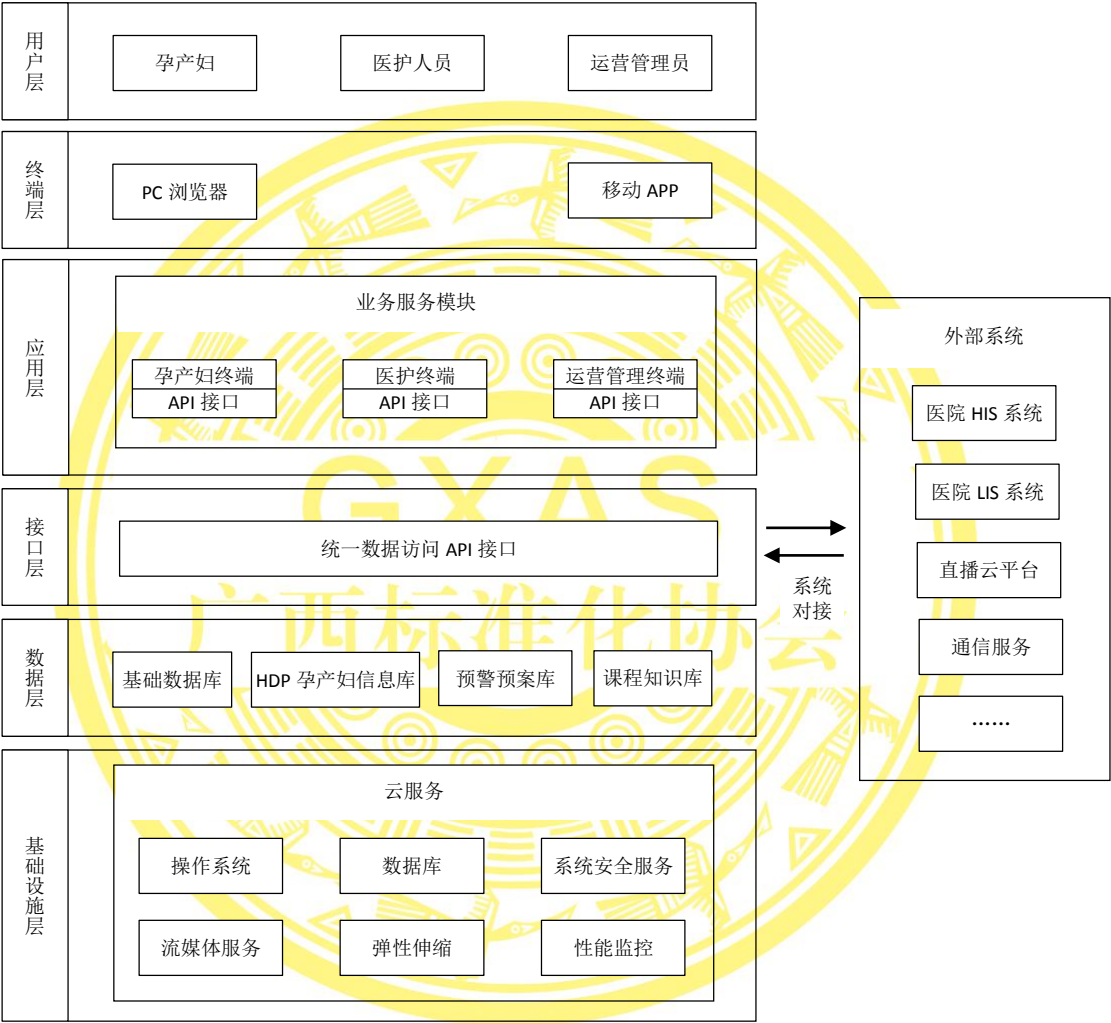 用户层
孕产妇
医护人员
运营管理员
终端层
PC 浏览器
移动 APP
应用层
业务服务模块
孕产妇终端
API 接口
医护终端
API 接口
运营管理终端
API 接口
接口层
统一数据访问 API 接口
数据层
基础数据库
HDP 孕产妇信息库
预警预案库
课程知识库
基础设施层
云服务
操作系统
数据库
系统安全服务
流媒体服务
弹性伸缩
性能监控
系统
对接
外部系统
医院 HIS 系统
医院 LIS 系统
直播云平台
通信服务
……
GXAS
广西标准化协会